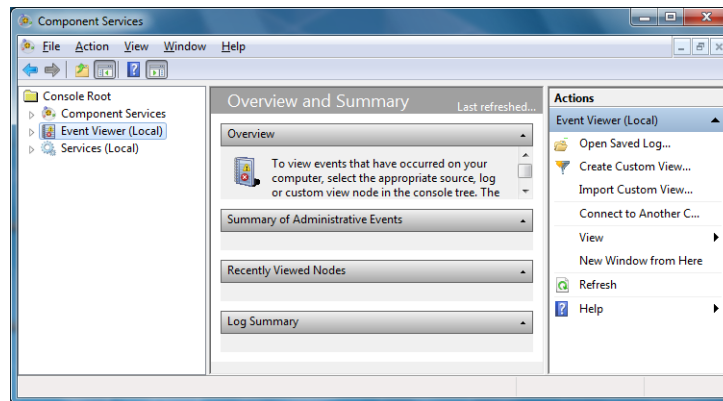 Component Services
File Action View Window Help
Console Root
Component Services
Event Viewer (Local)
Services (Local)
Overview and Summary
Last refreshed...
Overview
To view events that have occurred on your
computer, select the appropriate source, log
or custom view node in the console tree. The
Summary of Administrative Events
Recently Viewed Nodes
Log Summary
Actions
Event Viewer (Local)
Open Saved Log...
Create Custom View...
Import Custom View...
Connect to Another C...
View
New Window from Here
Refresh
Help